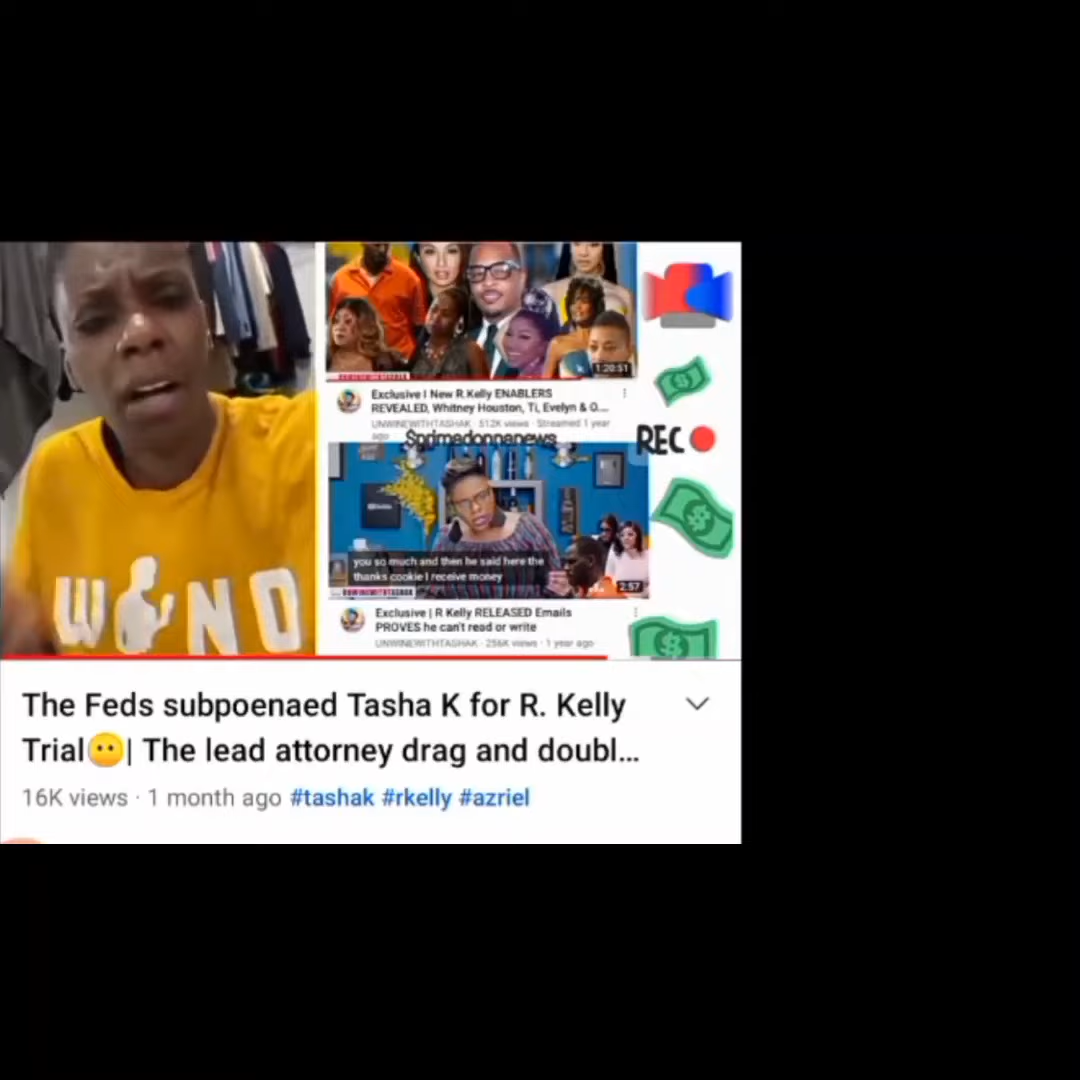 W NO
1:20:51
Exclusive I New R.Kelly ENABLERS
REVEALED, Whitney Houston, Ti, Evelyn & O....
UNWINEWITHTASHAK · 512K views · Streamed 1 year
ago
$primadonnanews
REC
you so much and then he said here the
thanks cookie I receive money
UNWINEWITHTASHAK
2:57
Exclusive | R Kelly RELEASED Emails
PROVES he can't read or write
UNWINEWITHTASHAK · 256K views · 1 year ago
The Feds subpoenaed Tasha K for R. Kelly
Trial😶| The lead attorney drag and doubl...
16K views · 1 month ago #tashak #rkelly #azriel